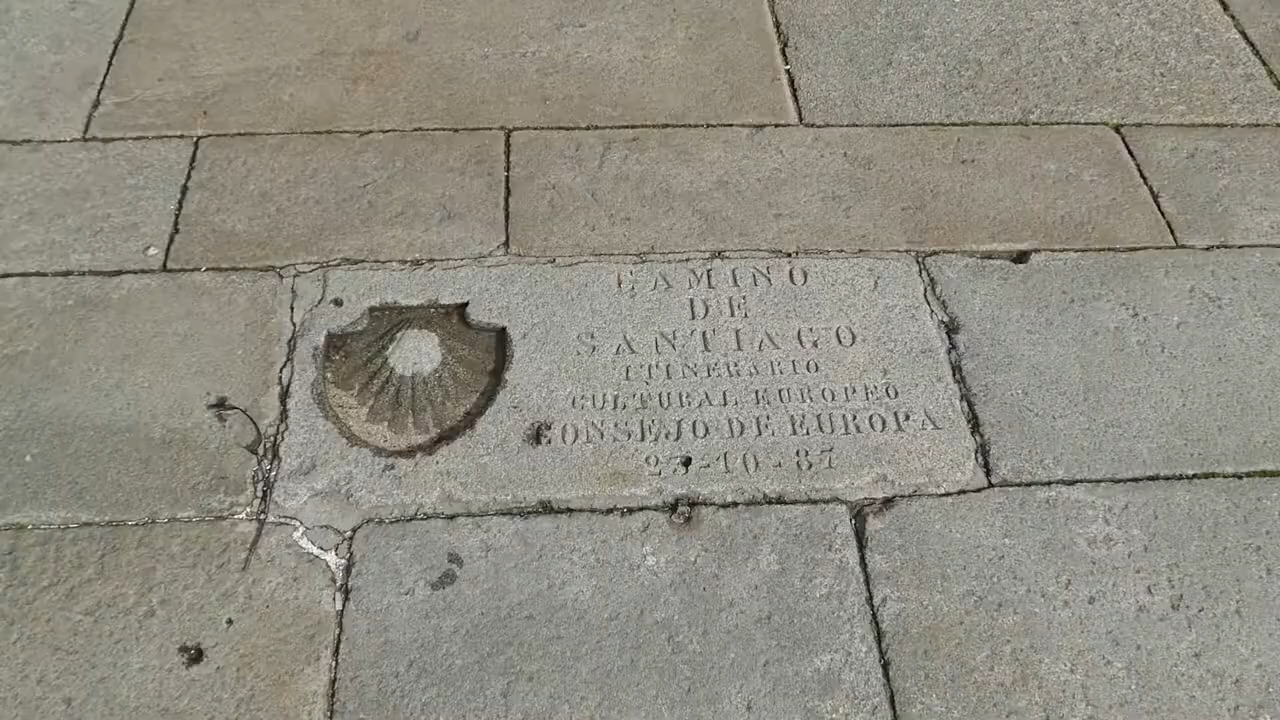 CAMINO
DE
SANTIAGO
ITINERARIO
CULTURAL EUROPEO
CONSEJO DE EUROPA
23-10-87